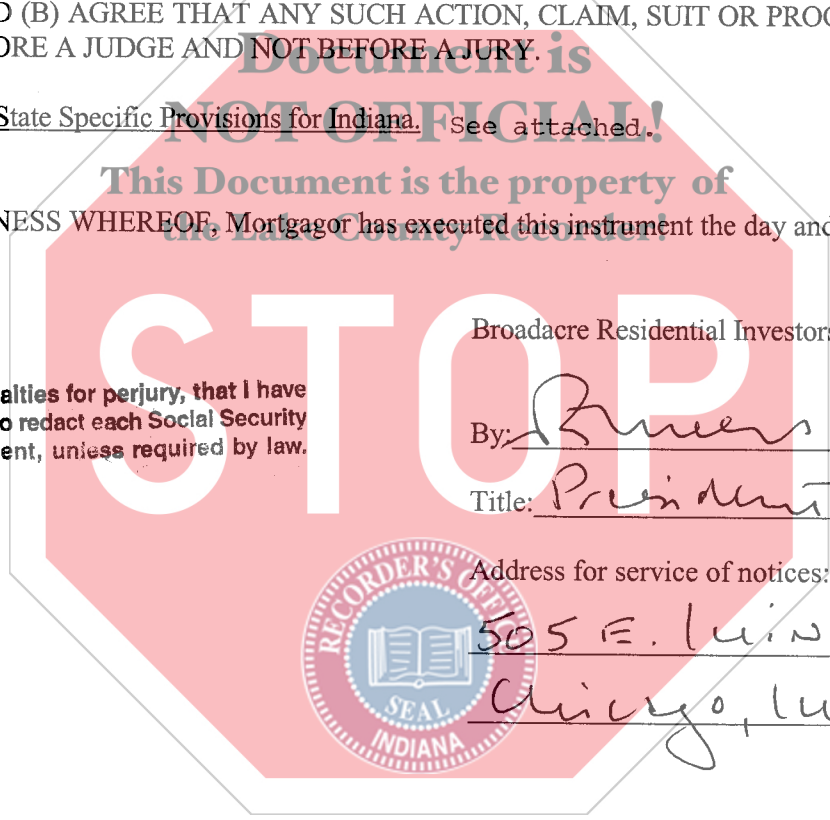 D (B) AGREE THAT ANY SUCH ACTION, CLAIM, SUIT OR PROC
ORE A JUDGE AND NOT BEFORE A JURY.
Document is
NOT OFFICIAL!
This Document is the property of
the Lake County Recorder!
State Specific Provisions for Indiana. See attached.
NESS WHEREOF, Mortgagor has executed this instrument the day and
STOP
Broadacre Residential Investors
alties for perjury, that I have
o redact each Social Security
ent, unless required by law.
By:
Title: President
Address for service of notices:
505 E.
Chicago,
RECORDER'S OFFICE
SEAL
INDIANA